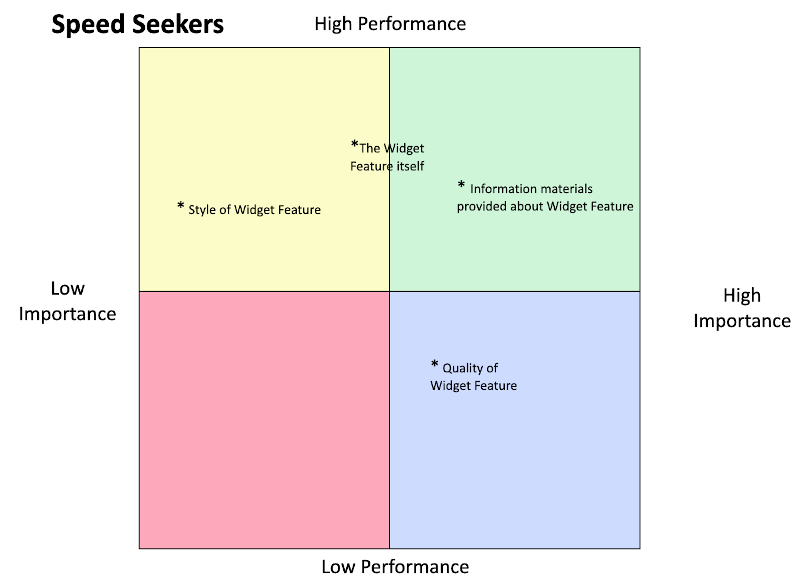 Speed Seekers
High Performance
*The Widget
Feature itself
* Information materials
provided about Widget Feature
* Style of Widget Feature
Low
Importance
High
Importance
* Quality of
Widget Feature
Low Performance